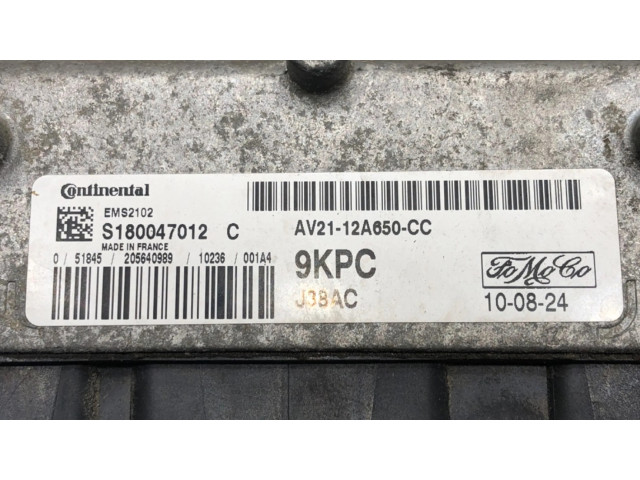 Continental
EMS2102
S180047012 C
MADE IN FRANCE
0 / 51845 / 205640989 / 10236 / 001A4
AV21-12A650-CC
9KPC
J38AC
FoMoCo
10-08-24